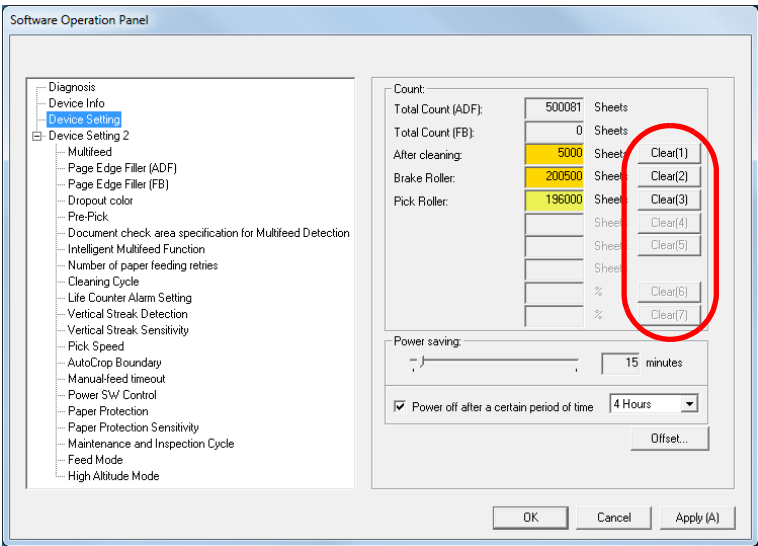 Software Operation Panel
Diagnosis
Device Info
Device Setting
Device Setting 2
Multifeed
Page Edge Filler (ADF)
Page Edge Filler (FB)
Dropout color
Pre-Pick
Document check area specification for Multifeed Detection
Intelligent Multifeed Function
Number of paper feeding retries
Cleaning Cycle
Life Counter Alarm Setting
Vertical Streak Detection
Vertical Streak Sensitivity
Pick Speed
AutoCrop Boundary
Manual-feed timeout
Power SW Control
Paper Protection
Paper Protection Sensitivity
Maintenance and Inspection Cycle
Feed Mode
High Altitude Mode
Count:
Total Count (ADF): 500081 Sheets
Total Count (FB): 0 Sheets
After cleaning: 5000 Sheets Clear(1)
Brake Roller: 200500 Sheets Clear(2)
Pick Roller: 196000 Sheets Clear(3)
Sheets Clear(4)
Sheets Clear(5)
Sheets
% Clear(6)
% Clear(7)
Power saving:
15 minutes
Power off after a certain period of time 4 Hours
Offset...
OK Cancel Apply (A)